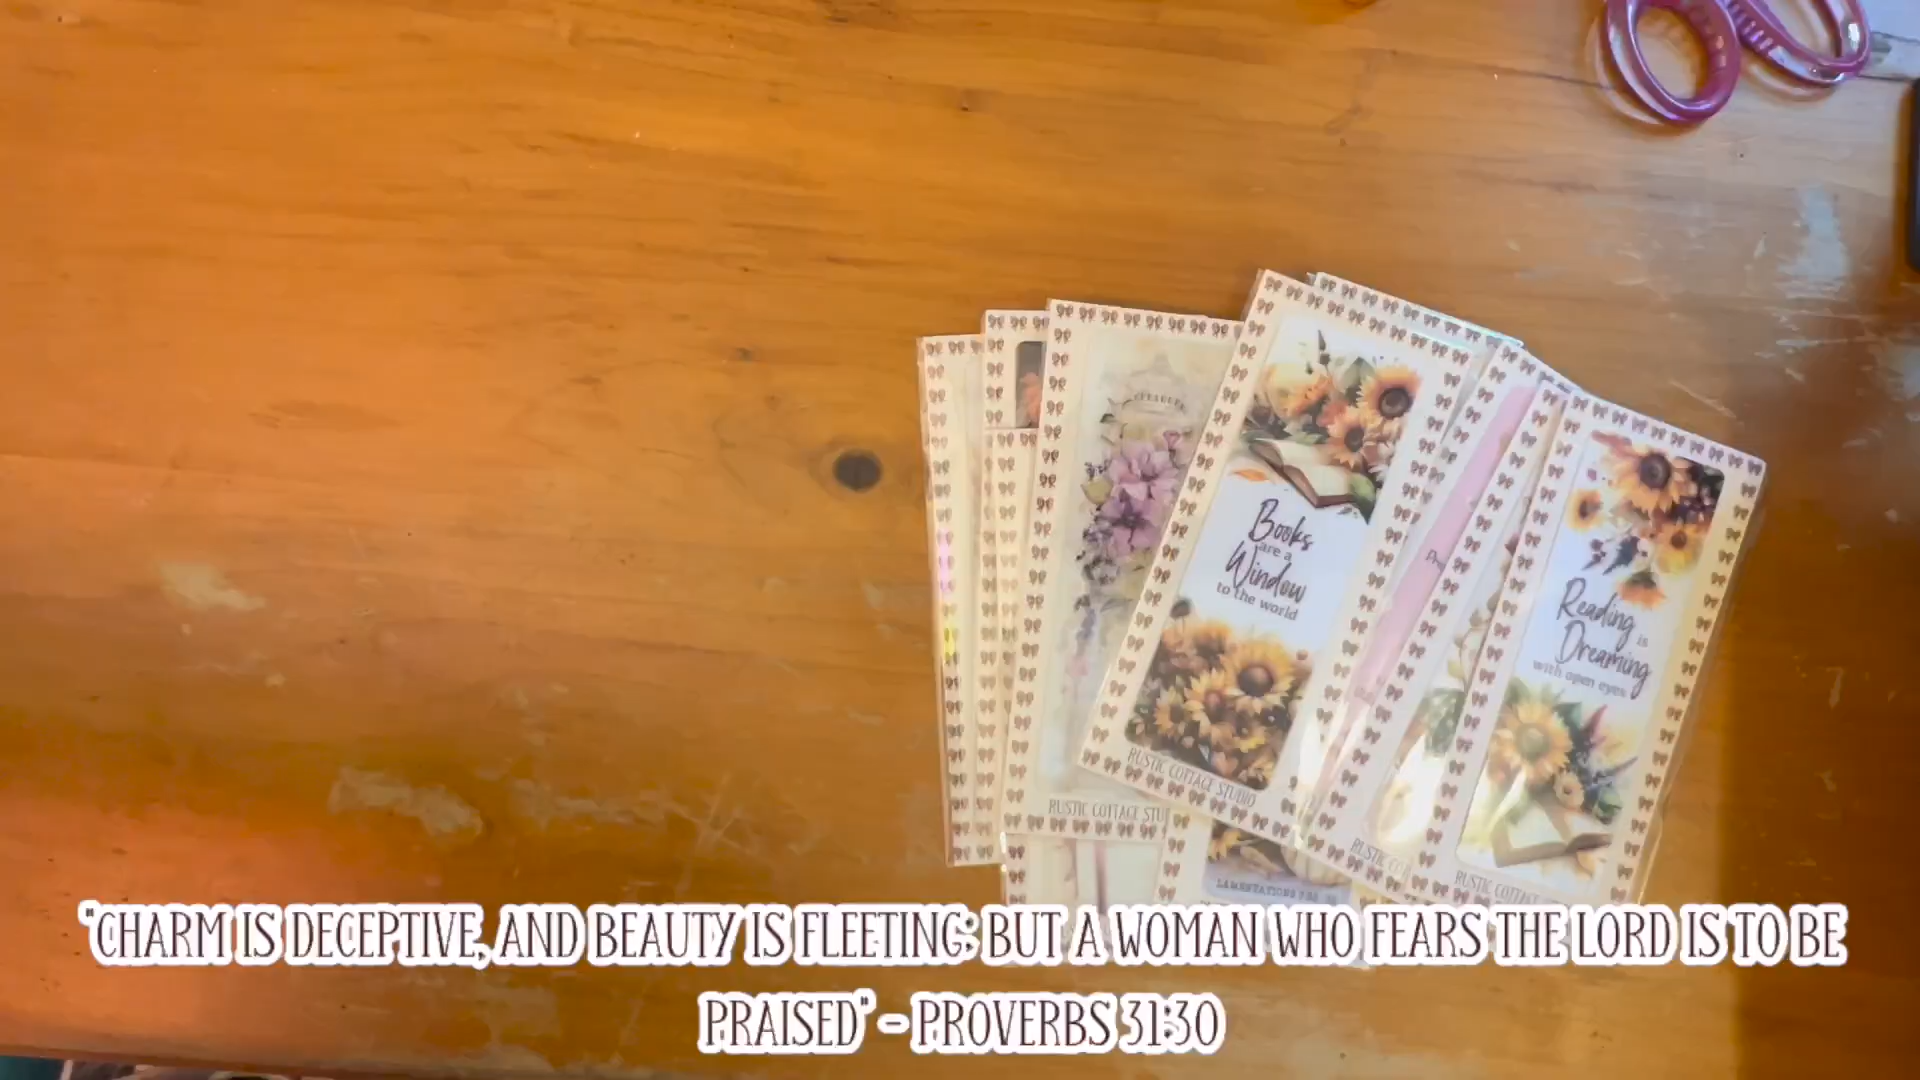 Books
are a
Window
to the world
RUSTIC COTTAGE STUDIO
Reading is
Dreaming
with open eyes.
RUSTIC COTTAGE STU
RUSTIC CO
RUSTIC COTTAGE
"CHARM IS DECEPTIVE, AND BEAUTY IS FLEETING; BUT A WOMAN WHO FEARS THE LORD IS TO BE
PRAISED" - PROVERBS 31:30